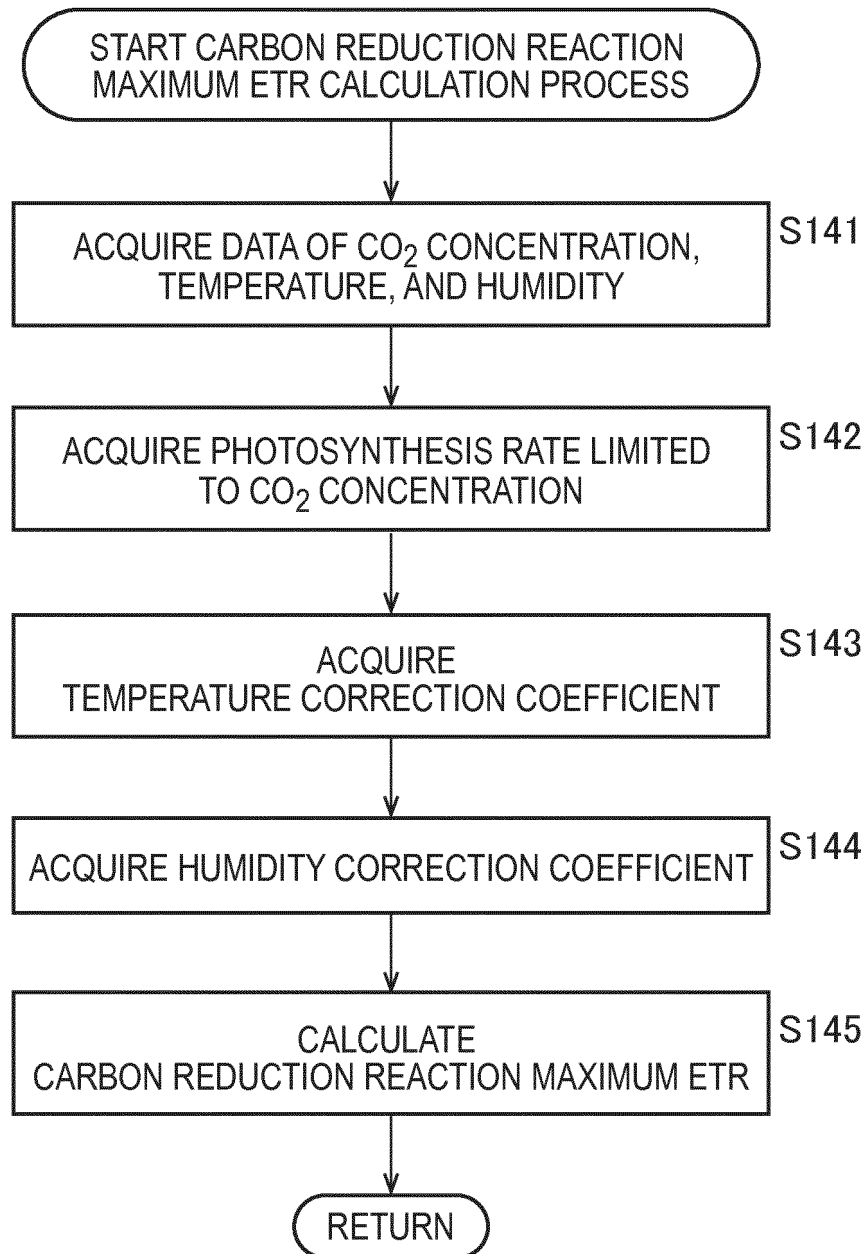 START CARBON REDUCTION REACTION
MAXIMUM ETR CALCULATION PROCESS
S141
ACQUIRE DATA OF CO₂ CONCENTRATION,
TEMPERATURE, AND HUMIDITY
S142
ACQUIRE PHOTOSYNTHESIS RATE LIMITED
TO CO₂ CONCENTRATION
S143
ACQUIRE
TEMPERATURE CORRECTION COEFFICIENT
S144
ACQUIRE HUMIDITY CORRECTION COEFFICIENT
S145
CALCULATE
CARBON REDUCTION REACTION MAXIMUM ETR
RETURN